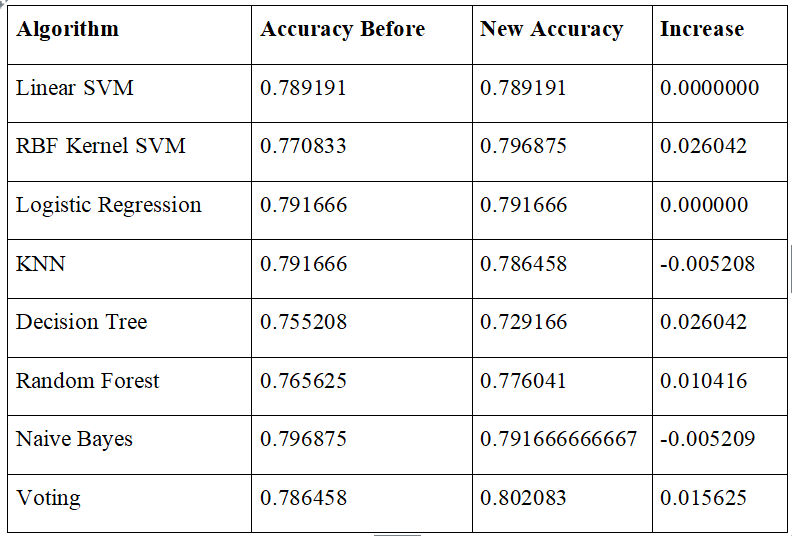 Algorithm Accuracy Before New Accuracy Increase
Linear SVM 0.789191 0.789191 0.0000000
RBF Kernel SVM 0.770833 0.796875 0.026042
Logistic Regression 0.791666 0.791666 0.000000
KNN 0.791666 0.786458 -0.005208
Decision Tree 0.755208 0.729166 0.026042
Random Forest 0.765625 0.776041 0.010416
Naive Bayes 0.796875 0.791666666667 -0.005209
Voting 0.786458 0.802083 0.015625